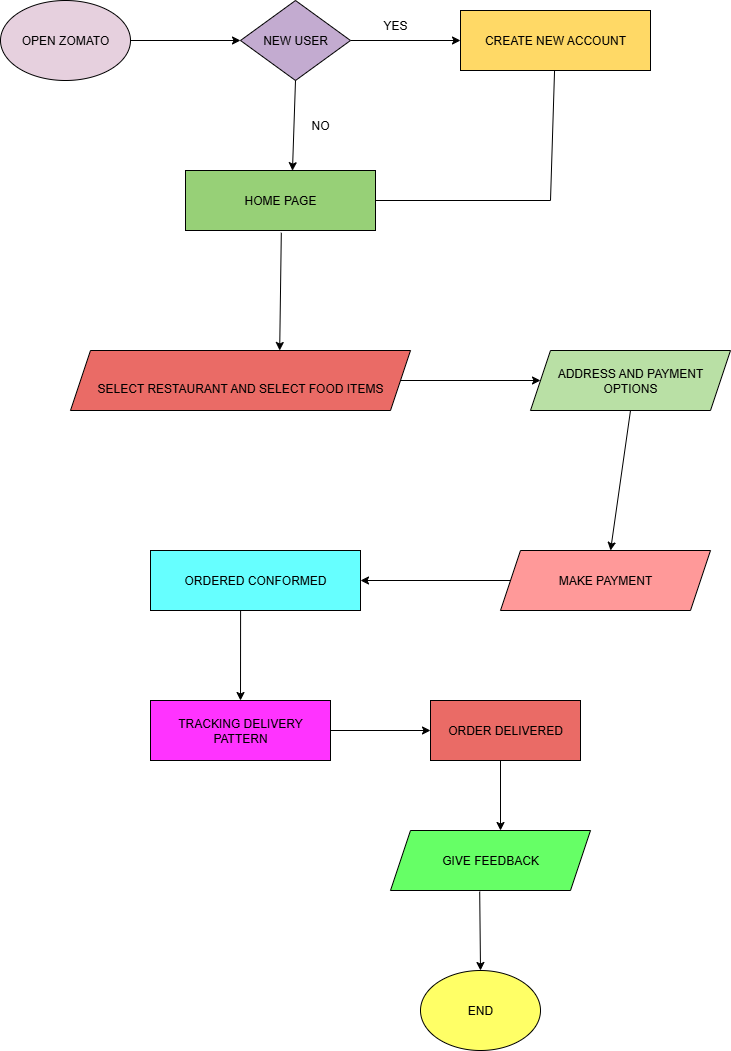 OPEN ZOMATO
NEW USER
YES
CREATE NEW ACCOUNT
NO
HOME PAGE
SELECT RESTAURANT AND SELECT FOOD ITEMS
ADDRESS AND PAYMENT
OPTIONS
ORDERED CONFORMED
MAKE PAYMENT
TRACKING DELIVERY
PATTERN
ORDER DELIVERED
GIVE FEEDBACK
END